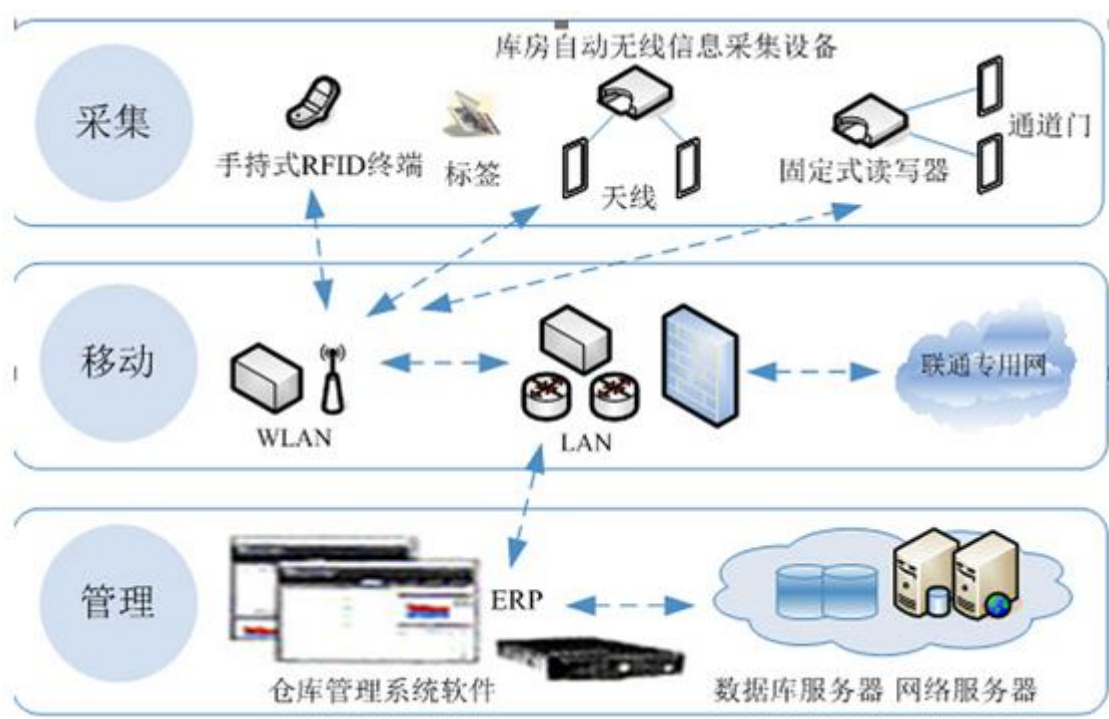 采集
库房自动无线信息采集设备
手持式RFID终端
标签
天线
固定式读写器
通道门
移动
WLAN
LAN
联通专用网
管理
ERP
仓库管理系统软件
数据库服务器 网络服务器